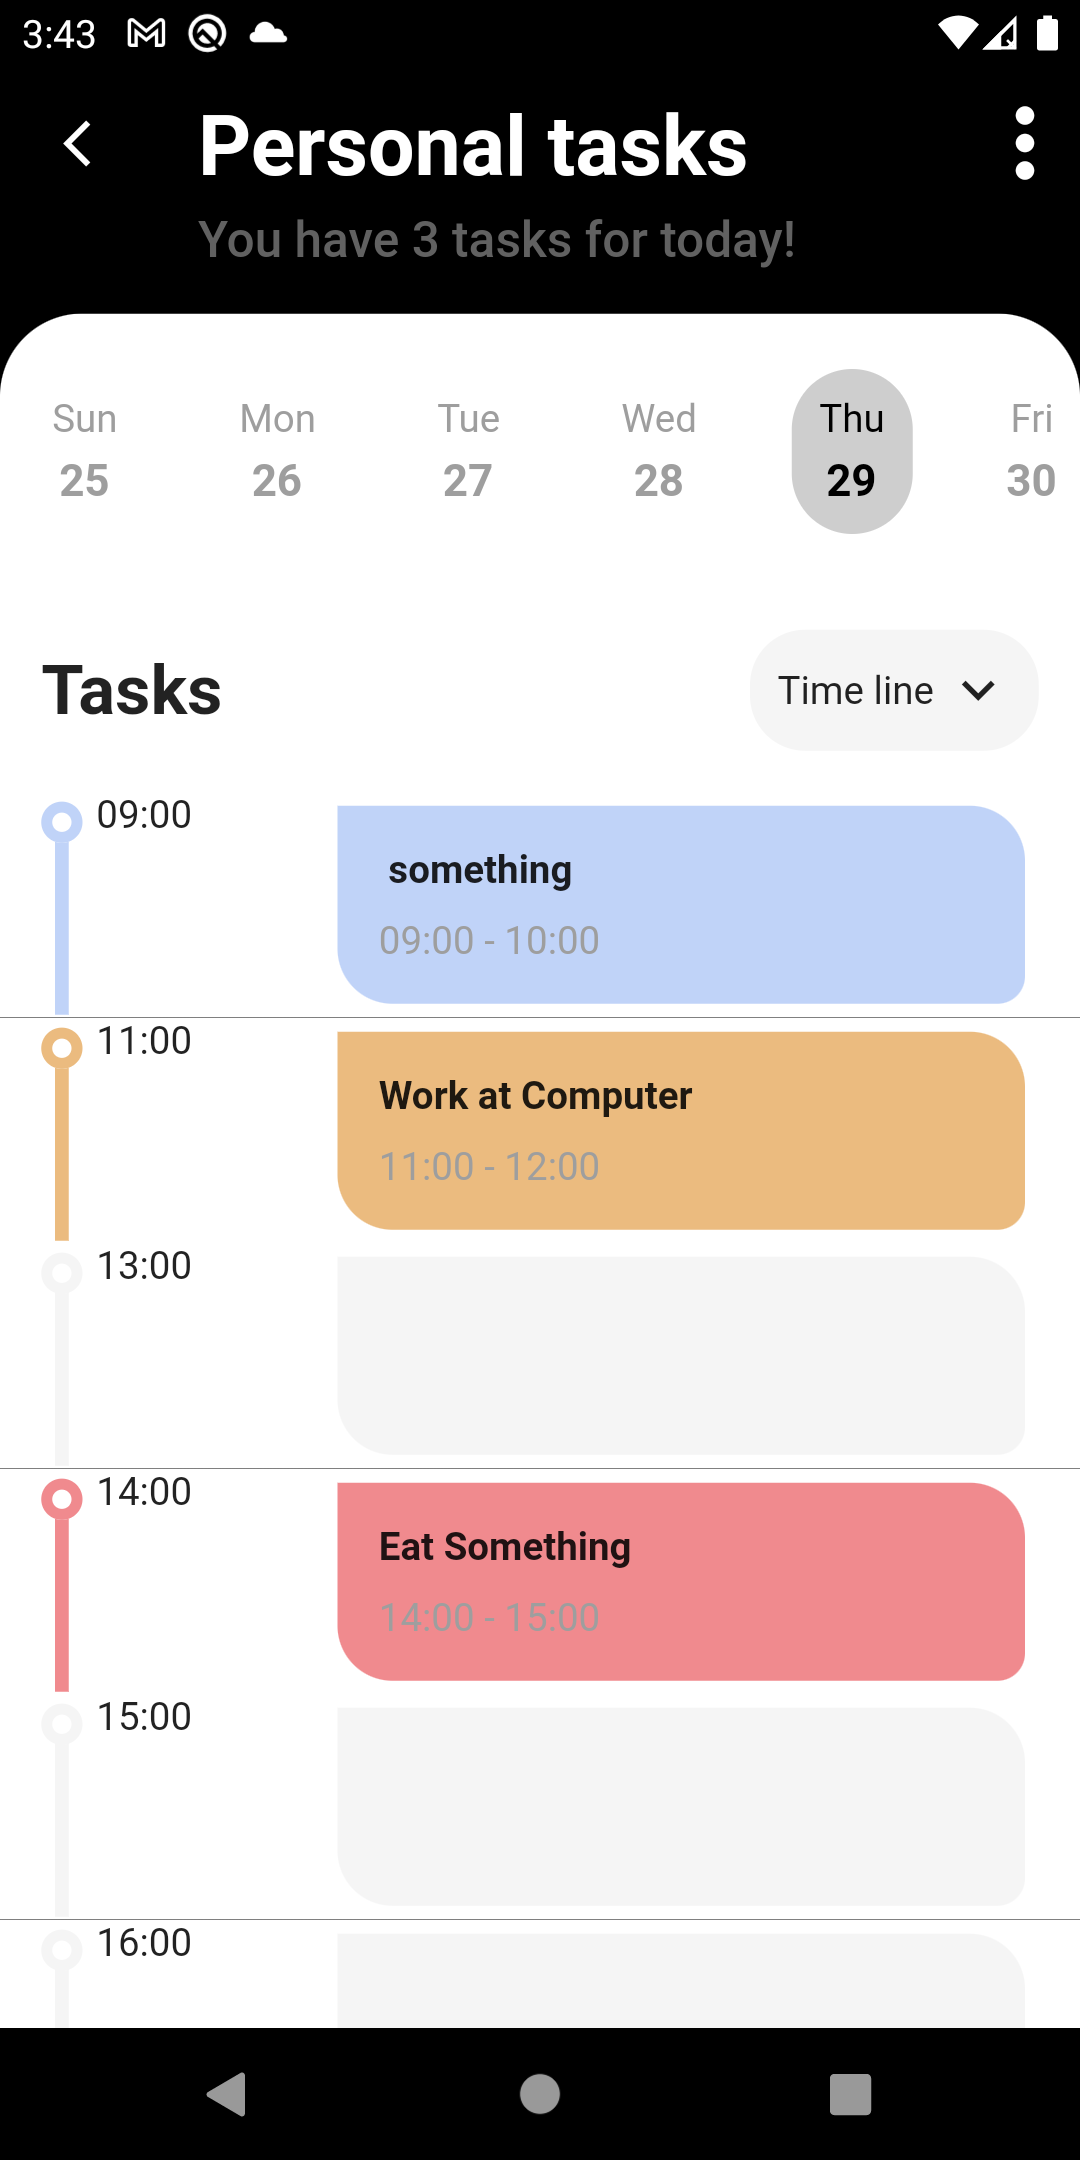 3:43
Personal tasks
You have 3 tasks for today!
Sun Mon Tue Wed Thu Fri
25 26 27 28 29 30
Tasks
Time line
09:00
something
09:00 - 10:00
11:00
Work at Computer
11:00 - 12:00
13:00
14:00
Eat Something
14:00 - 15:00
15:00
16:00